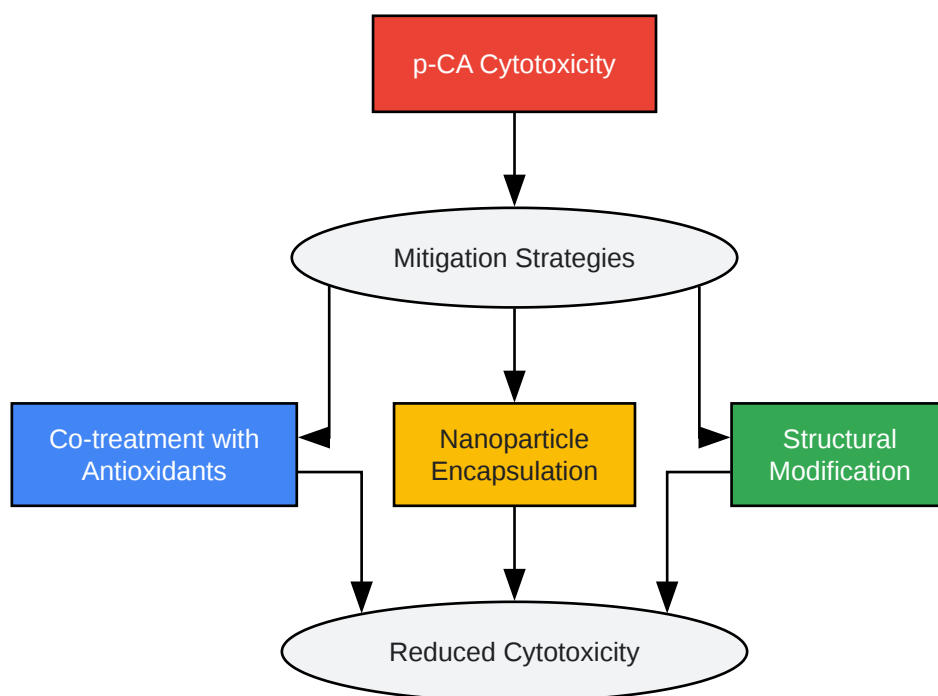 p-CA Cytotoxicity
Mitigation Strategies
Co-treatment with
Antioxidants
Nanoparticle
Encapsulation
Structural
Modification
Reduced Cytotoxicity